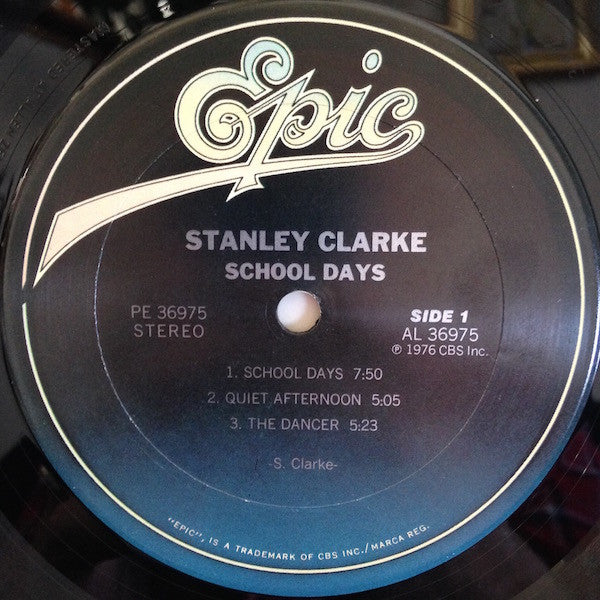 Epic
STANLEY CLARKE
SCHOOL DAYS
PE 36975
STEREO
SIDE 1
AL 36975
℗ 1976 CBS Inc.
1. SCHOOL DAYS 7:50
2. QUIET AFTERNOON 5:05
3. THE DANCER 5:23
-S. Clarke-
"EPIC", IS A TRADEMARK OF CBS INC./MARCA REG.